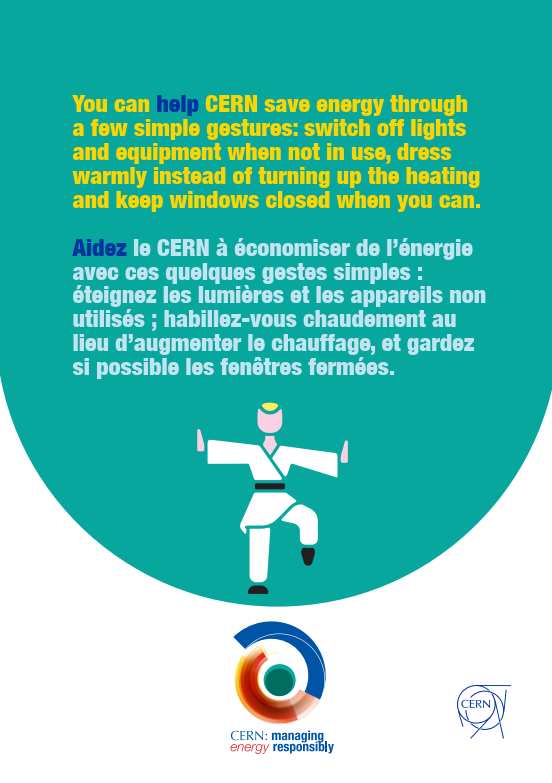 You can help CERN save energy through
a few simple gestures: switch off lights
and equipment when not in use, dress
warmly instead of turning up the heating
and keep windows closed when you can.
Aidez le CERN à économiser de l’énergie
avec ces quelques gestes simples :
éteignez les lumières et les appareils non
utilisés ; habillez-vous chaudement au
lieu d’augmenter le chauffage, et gardez
si possible les fenêtres fermées.
CERN: managing
energy responsibly
CERN